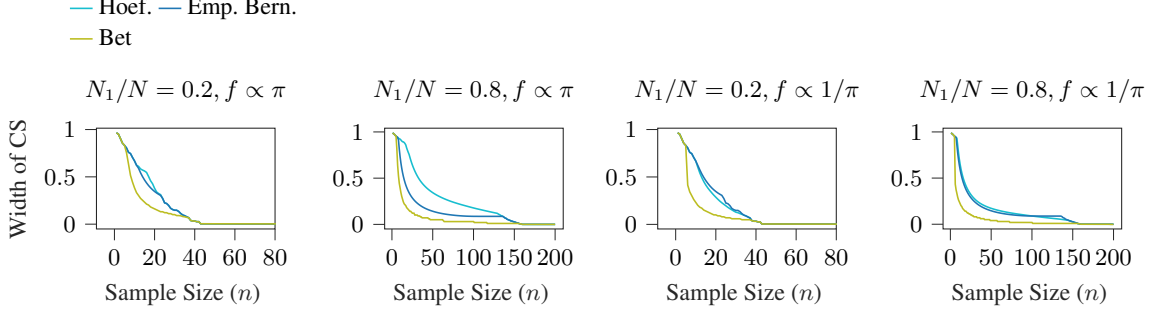 Hoef. Emp. Bern.
Bet
N₁/N = 0.2, f ∝ π
N₁/N = 0.8, f ∝ π
N₁/N = 0.2, f ∝ 1/π
N₁/N = 0.8, f ∝ 1/π
Width of CS
1
0.5
0
0 20 40 60 80
Sample Size (n)
1
0.5
0
0 50 100 150 200
Sample Size (n)
1
0.5
0
0 20 40 60 80
Sample Size (n)
1
0.5
0
0 50 100 150 200
Sample Size (n)